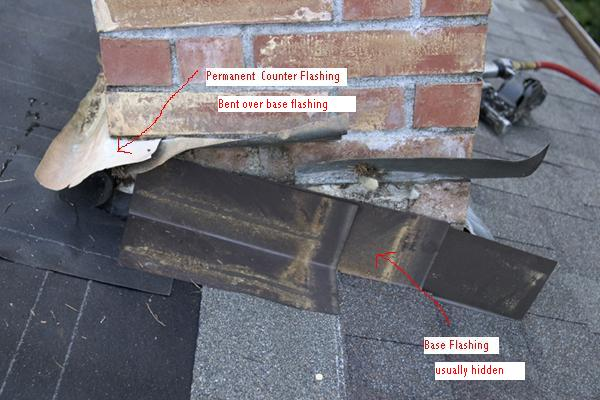 Permanent Counter Flashing
Bent over base flashing
Base Flashing
usually hidden